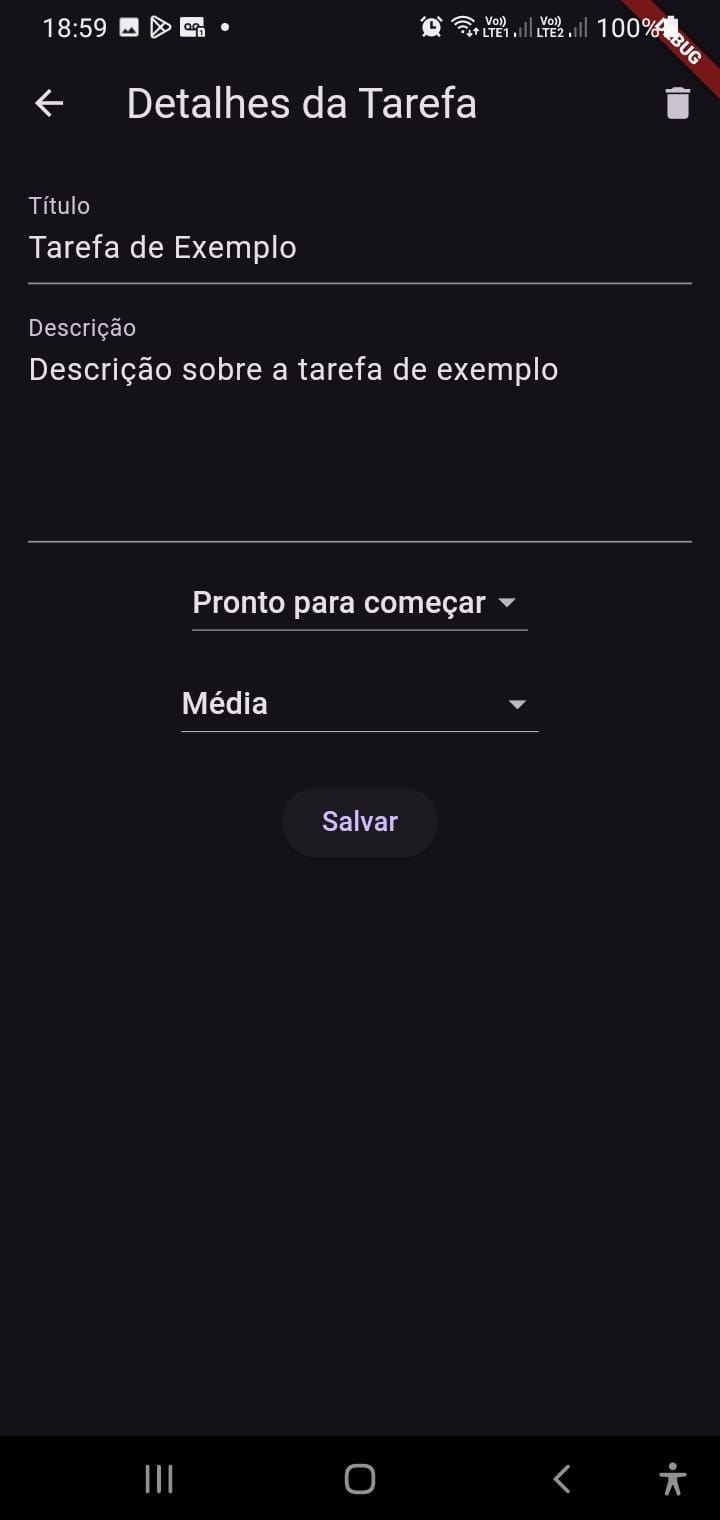 18:59 Vo)) LTE1 Vo)) LTE2 100%
DEBUG
Detalhes da Tarefa
Título
Tarefa de Exemplo
Descrição
Descrição sobre a tarefa de exemplo
Pronto para começar
Média
Salvar